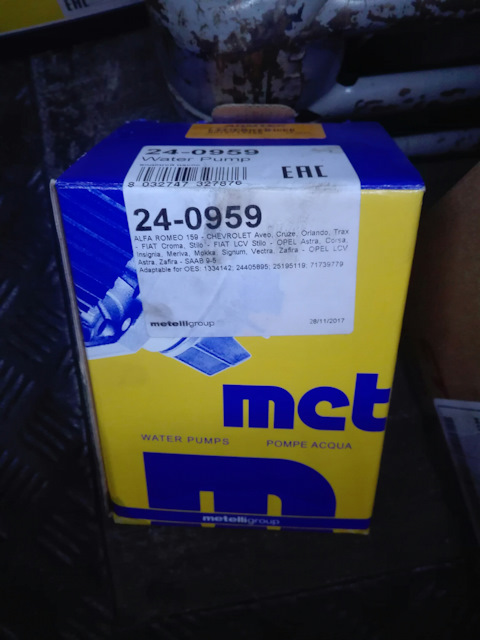 EAC
24-0959
Water Pump
8 032747 327876
EAC
24-0959
ALFA ROMEO 159 - CHEVROLET Aveo, Cruze, Orlando, Trax
- FIAT Croma, Stilo - FIAT LCV Stilo - OPEL Astra, Corsa,
Insignia, Meriva, Mokka, Signum, Vectra, Zafira - OPEL LCV
Astra, Zafira - SAAB 9-5
Adaptable for OES: 1334142; 24405895; 25195119; 71739779
metelligroup
28/11/2017
met
WATER PUMPS
POMPE ACQUA
m
metelligroup